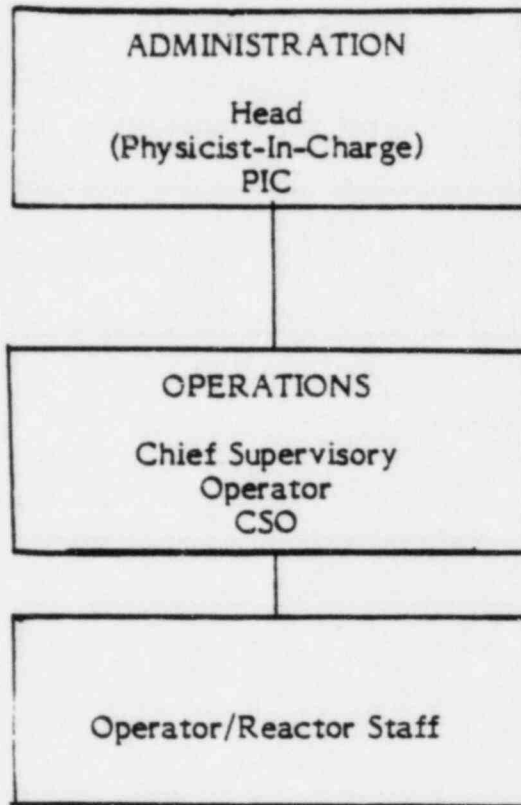 ADMINISTRATION
Head
(Physicist-In-Charge)
PIC
OPERATIONS
Chief Supervisory
Operator
CSO
Operator/Reactor Staff